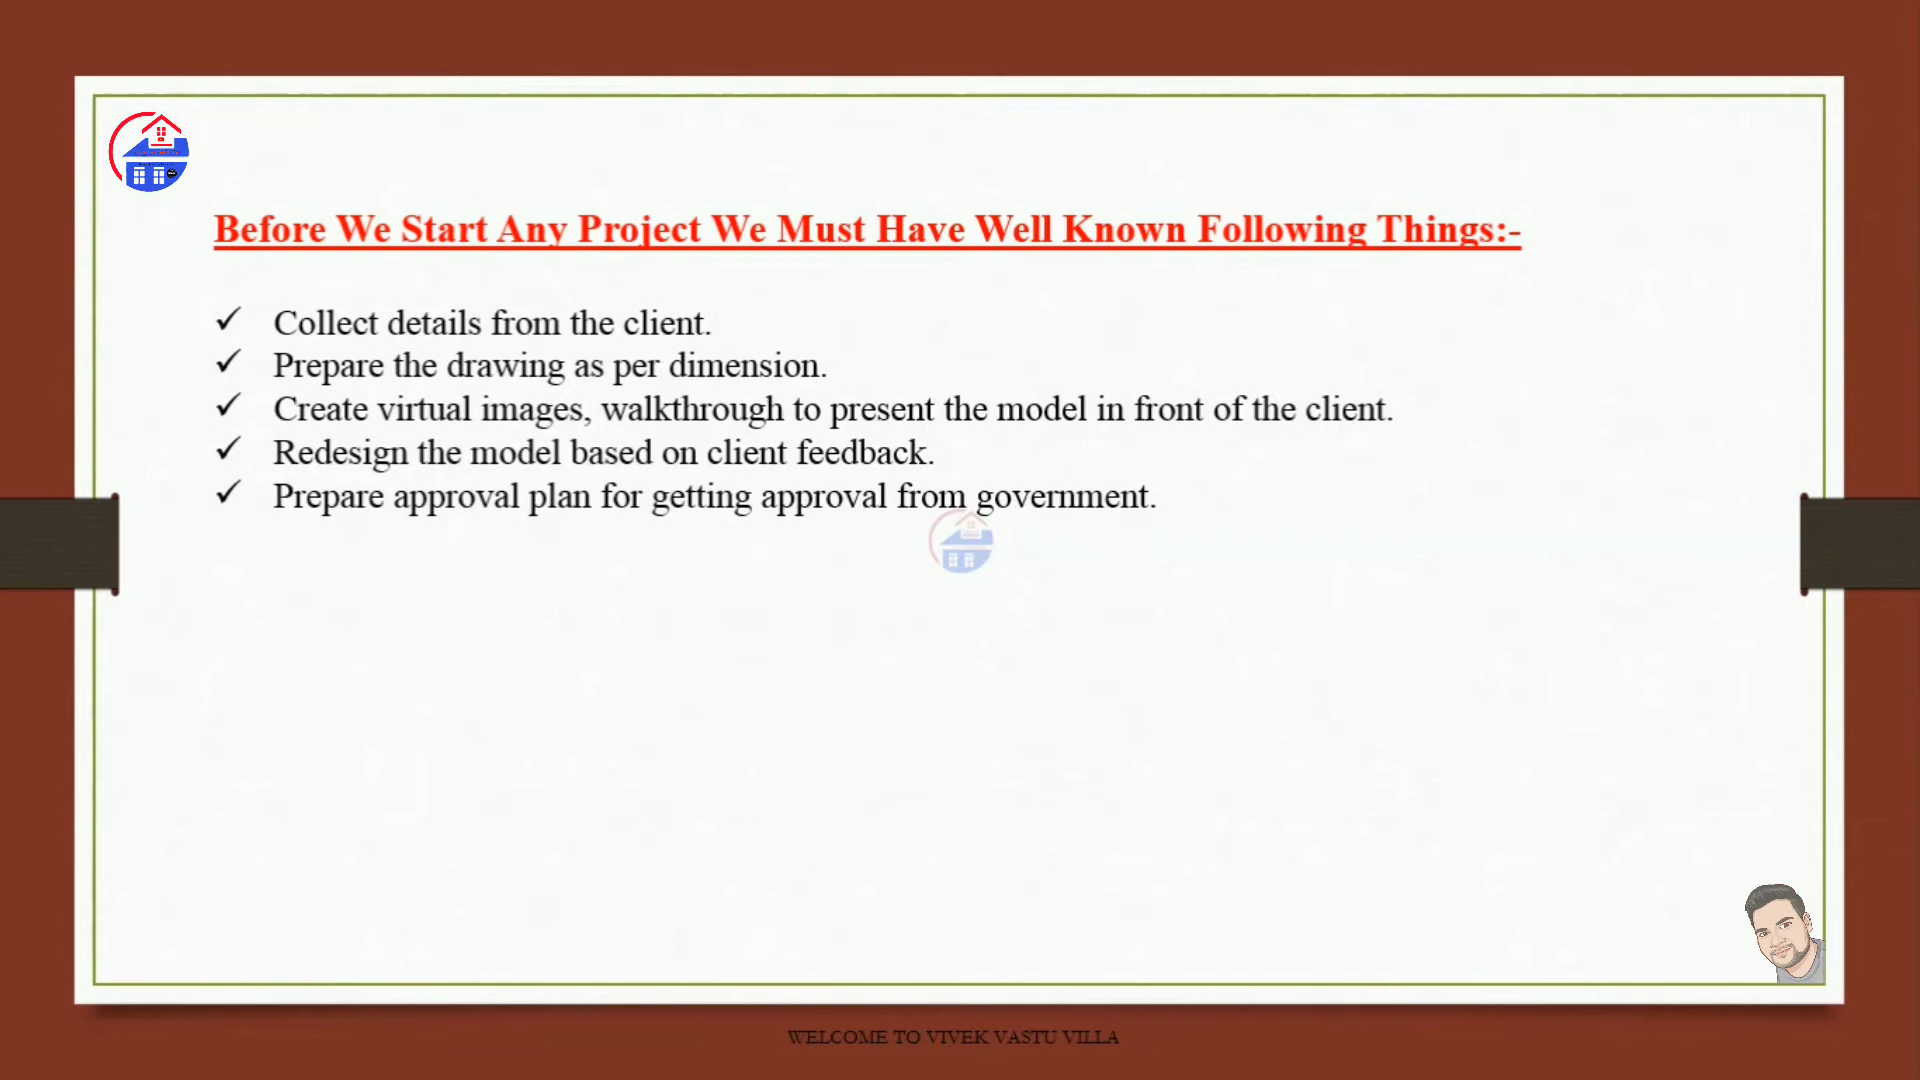 Before We Start Any Project We Must Have Well Known Following Things:-
✓ Collect details from the client.
✓ Prepare the drawing as per dimension.
✓ Create virtual images, walkthrough to present the model in front of the client.
✓ Redesign the model based on client feedback.
✓ Prepare approval plan for getting approval from government.
WELCOME TO VIVEK VASTU VILLA